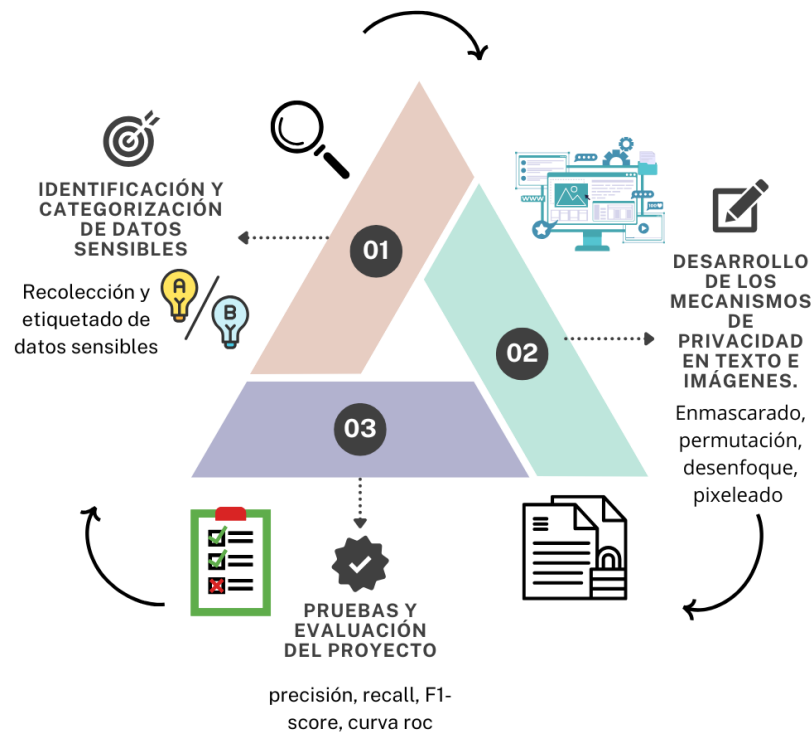 IDENTIFICACIÓN Y
CATEGORIZACIÓN
DE DATOS
SENSIBLES
Recolección y
etiquetado de
datos sensibles
A
B
01
WWW
DESARROLLO
DE LOS
MECANISMOS
DE
PRIVACIDAD
EN TEXTO E
IMÁGENES.
Enmascarado,
permutación,
desenfoque,
pixeleado
02
03
PRUEBAS Y
EVALUACIÓN
DEL PROYECTO
precisión, recall, F1-
score, curva roc